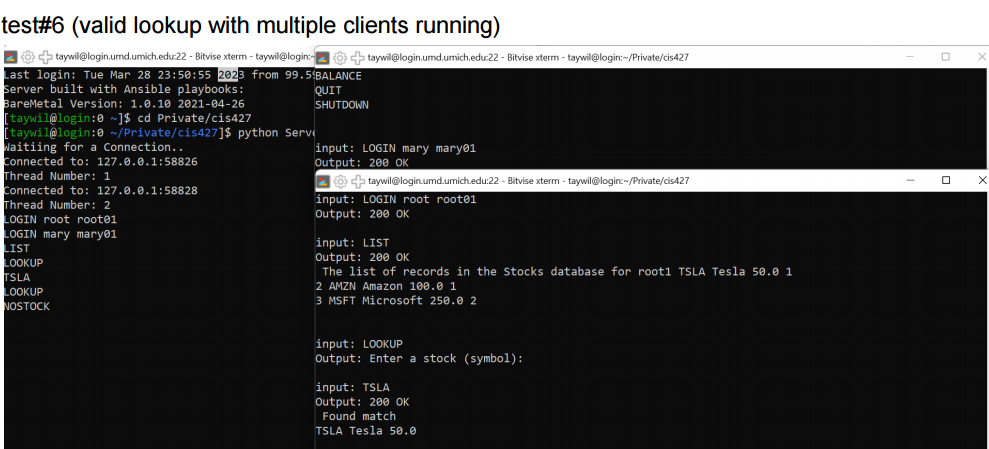 test#6 (valid lookup with multiple clients running)
taywil@login.umd.umich.edu:22 - Bitvise xterm - taywil@login:~
Last login: Tue Mar 28 23:50:55 2023 from 99.59
Server built with Ansible playbooks:
BareMetal Version: 1.0.10 2021-04-26
[taywil@login:0 ~]$ cd Private/cis427
[taywil@login:0 ~/Private/cis427]$ python Serve
Waitiing for a Connection..
Connected to: 127.0.0.1:58826
Thread Number: 1
Connected to: 127.0.0.1:58828
Thread Number: 2
LOGIN root root01
LOGIN mary mary01
LIST
LOOKUP
TSLA
LOOKUP
NOSTOCK
taywil@login.umd.umich.edu:22 - Bitvise xterm - taywil@login:~/Private/cis427
BALANCE
QUIT
SHUTDOWN
input: LOGIN mary mary01
Output: 200 OK
taywil@login.umd.umich.edu:22 - Bitvise xterm - taywil@login:~/Private/cis427
input: LOGIN root root01
Output: 200 OK
input: LIST
Output: 200 OK
The list of records in the Stocks database for root1 TSLA Tesla 50.0 1
2 AMZN Amazon 100.0 1
3 MSFT Microsoft 250.0 2
input: LOOKUP
Output: Enter a stock (symbol):
input: TSLA
Output: 200 OK
Found match
TSLA Tesla 50.0